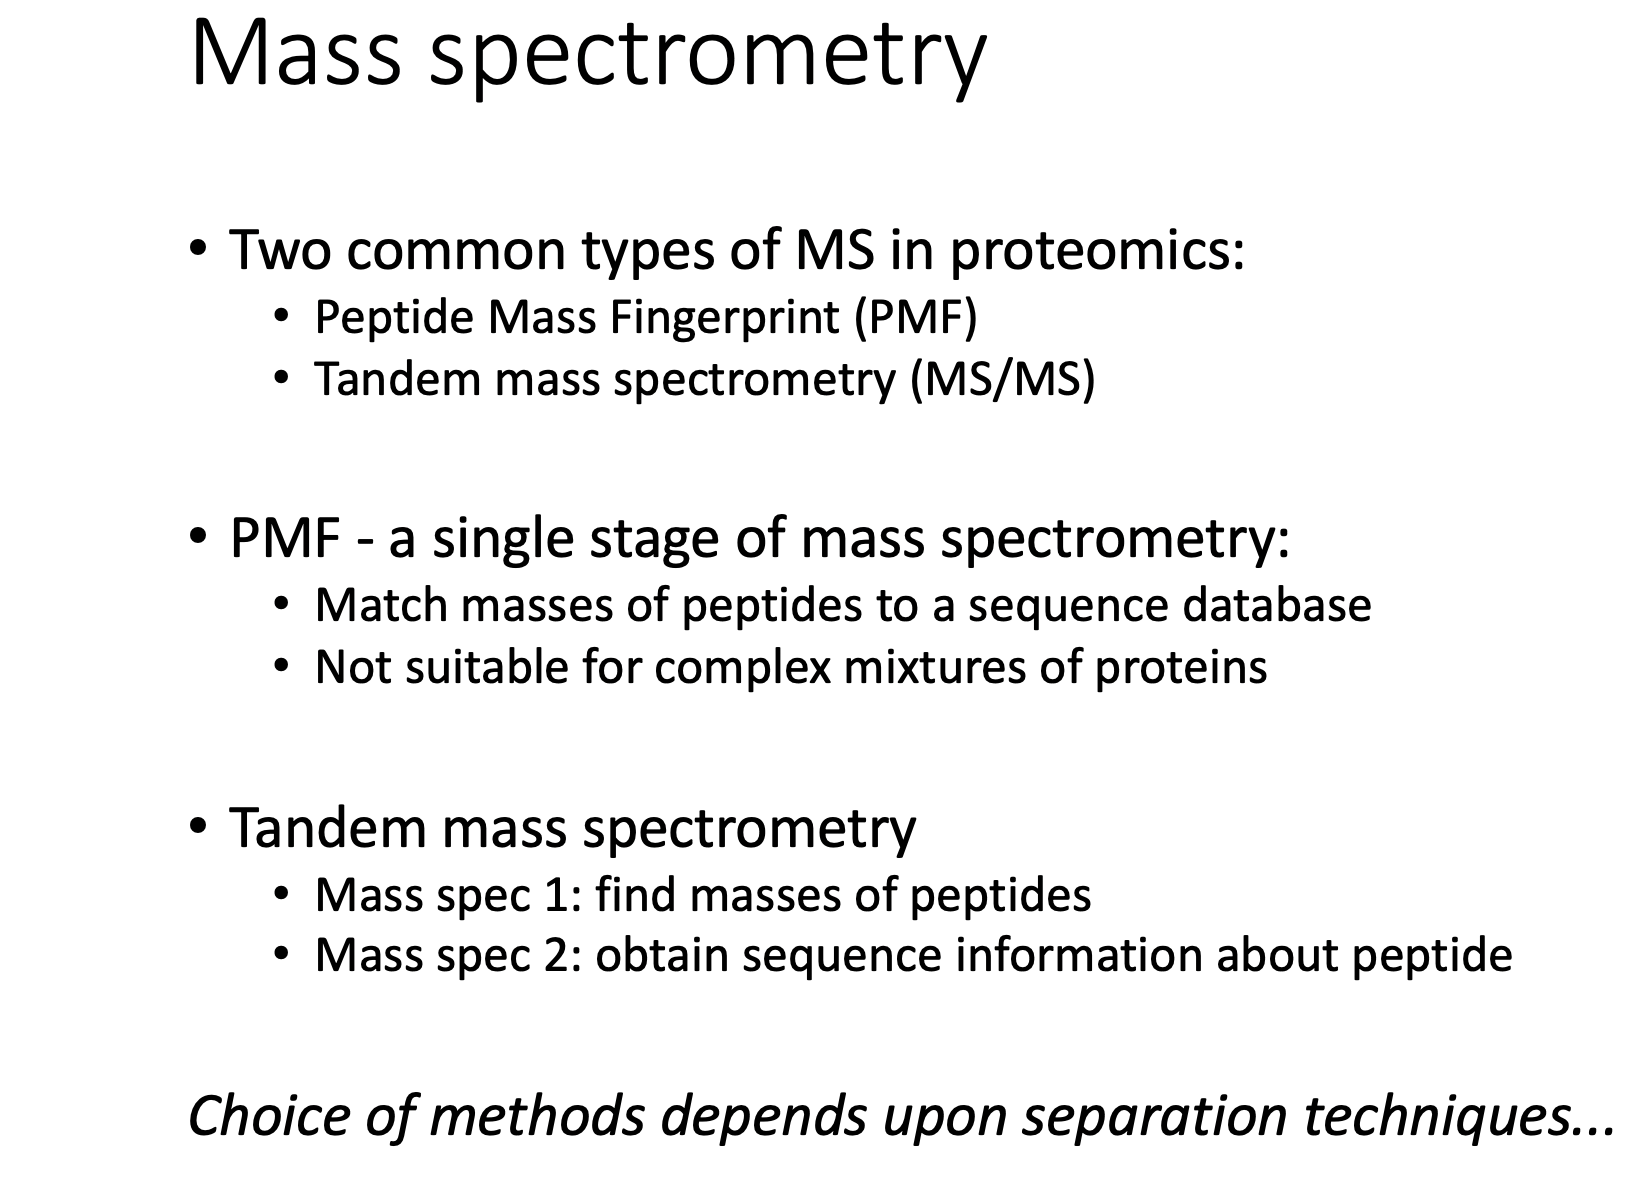 Mass spectrometry
• Two common types of MS in proteomics:
• Peptide Mass Fingerprint (PMF)
• Tandem mass spectrometry (MS/MS)
• PMF - a single stage of mass spectrometry:
• Match masses of peptides to a sequence database
• Not suitable for complex mixtures of proteins
• Tandem mass spectrometry
• Mass spec 1: find masses of peptides
• Mass spec 2: obtain sequence information about peptide
Choice of methods depends upon separation techniques...